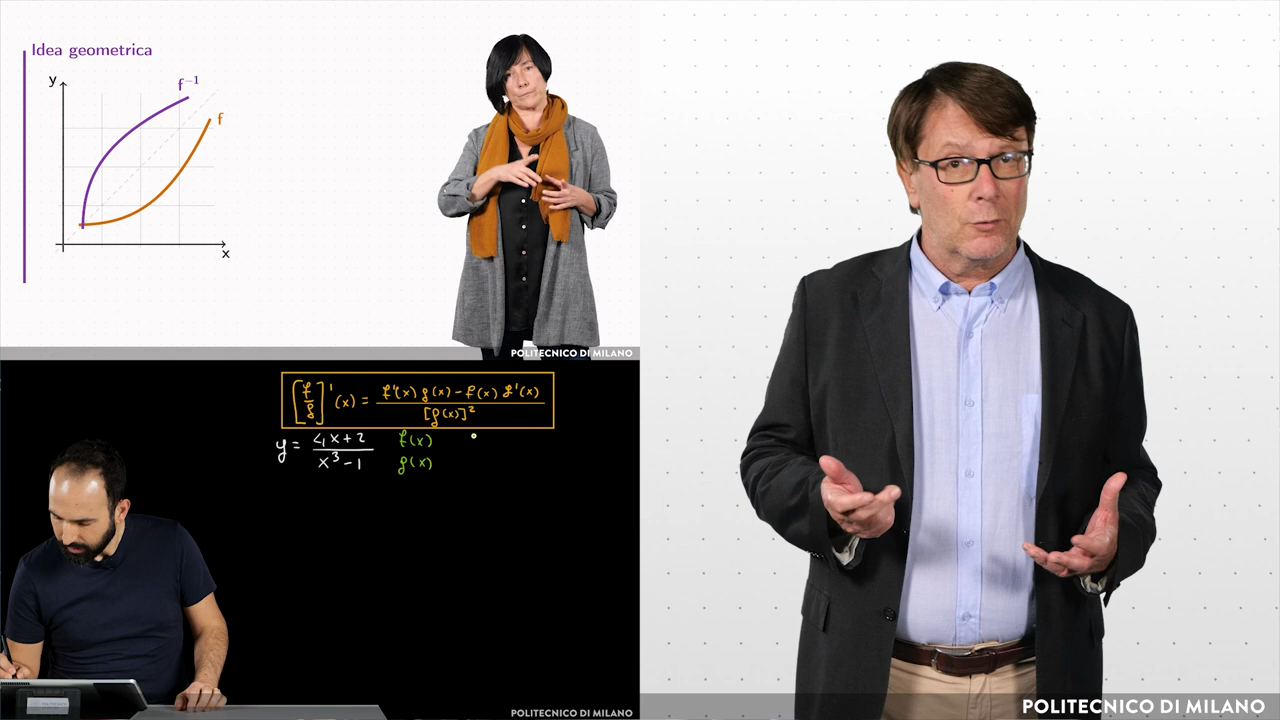 Idea geometrica
y
f⁻¹
f
x
POLITECNICO DI MILANO
[f/g]'(x) = (f'(x) g(x) − f(x) g'(x)) / [g(x)]²
y = (4x+2) / (x³−1)
f(x)
g(x)
POLITECNICO DI MILANO
POLITECNICO DI MILANO